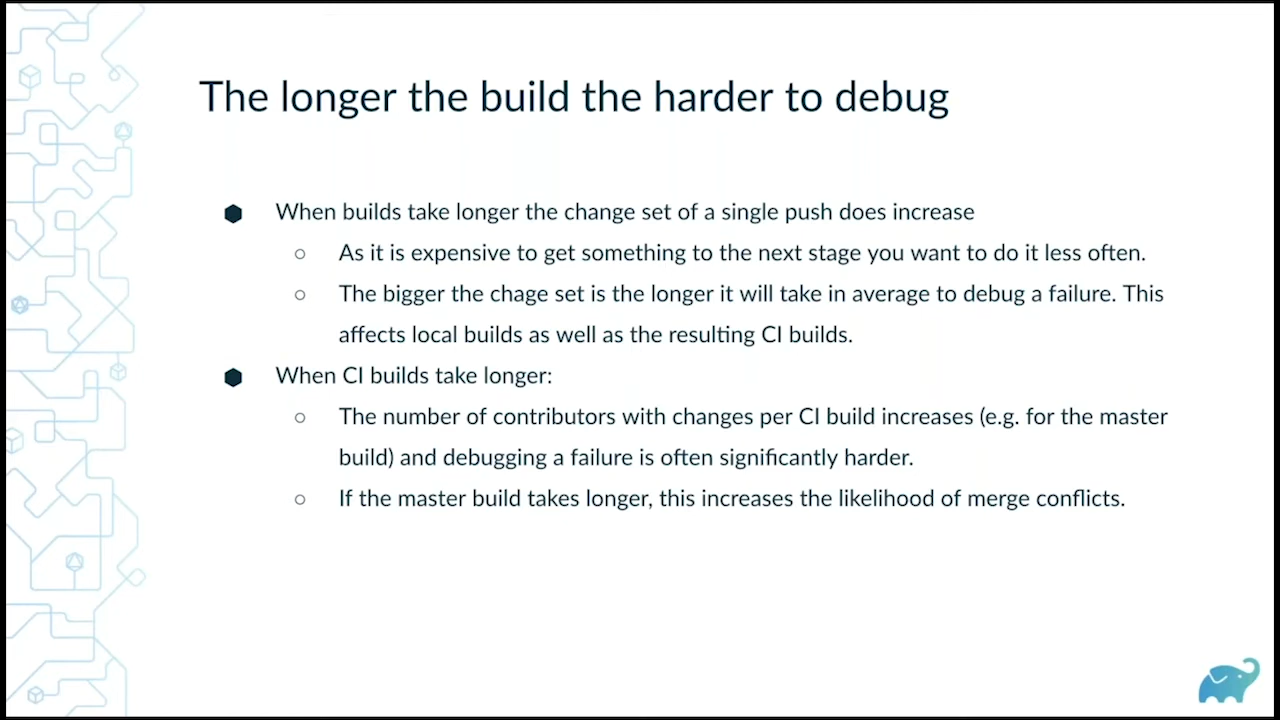 The longer the build the harder to debug
When builds take longer the change set of a single push does increase
As it is expensive to get something to the next stage you want to do it less often.
The bigger the chage set is the longer it will take in average to debug a failure. This
affects local builds as well as the resulting CI builds.
When CI builds take longer:
The number of contributors with changes per CI build increases (e.g. for the master
build) and debugging a failure is often significantly harder.
If the master build takes longer, this increases the likelihood of merge conflicts.